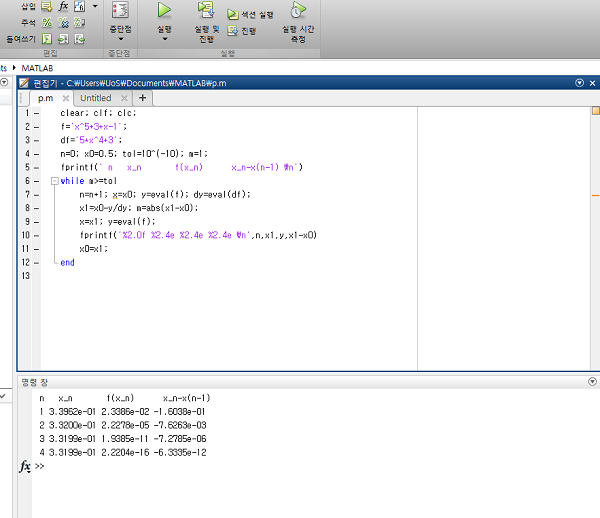 삽입 fx
섹션 실행
주석
중단점 실행 실행 및 진행 실행 시간
들여쓰기 진행 측정
편집 중단점 실행
nts ▸ MATLAB
편집기 - C:\Users\UoS\Documents\MATLAB\p.m
p.m Untitled +
1 - clear; clf; clc;
2 - f='x^5+3*x-1';
3 - df='5*x^4+3';
4 - n=0; x0=0.5; tol=10^(-10); m=1;
5 - fprintf(' n x_n f(x_n) x_n-x(n-1) \n')
6 - while m>=tol
7 - n=n+1; x=x0; y=eval(f); dy=eval(df);
8 - x1=x0-y/dy; m=abs(x1-x0);
9 - x=x1; y=eval(f);
10 - fprintf('%2.0f %2.4e %2.4e %2.4e \n',n,x1,y,x1-x0)
11 - x0=x1;
12 - end
13
명령 창
n x_n f(x_n) x_n-x(n-1)
1 3.3962e-01 2.3386e-02 -1.6038e-01
2 3.3200e-01 2.2278e-05 -7.6263e-03
3 3.3199e-01 1.9385e-11 -7.2785e-06
4 3.3199e-01 2.2204e-16 -6.3335e-12
fx >>